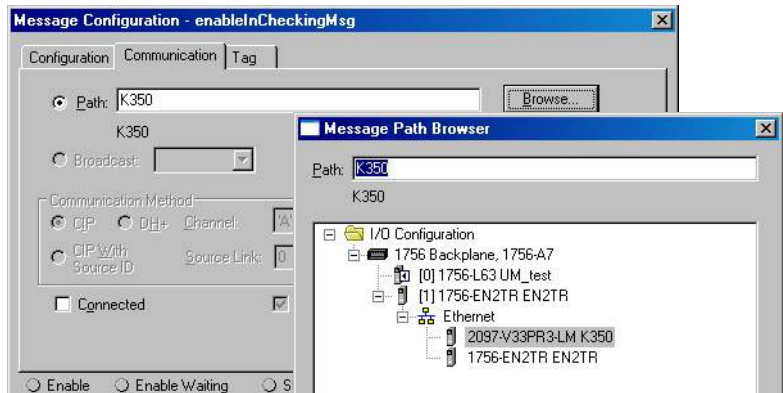 Message Configuration - enableInCheckingMsg
Configuration Communication Tag
Path: K350 Browse...
K350
Broadcast:
Communication Method
CIP DH+ Channel: 'A'
CIP With Source ID Source Link: 0
Connected
Enable Enable Waiting S
Message Path Browser
Path: K350
K350
I/O Configuration
1756 Backplane, 1756-A7
[0] 1756-L63 UM_test
[1] 1756-EN2TR EN2TR
Ethernet
2097-V33PR3-LM K350
1756-EN2TR EN2TR